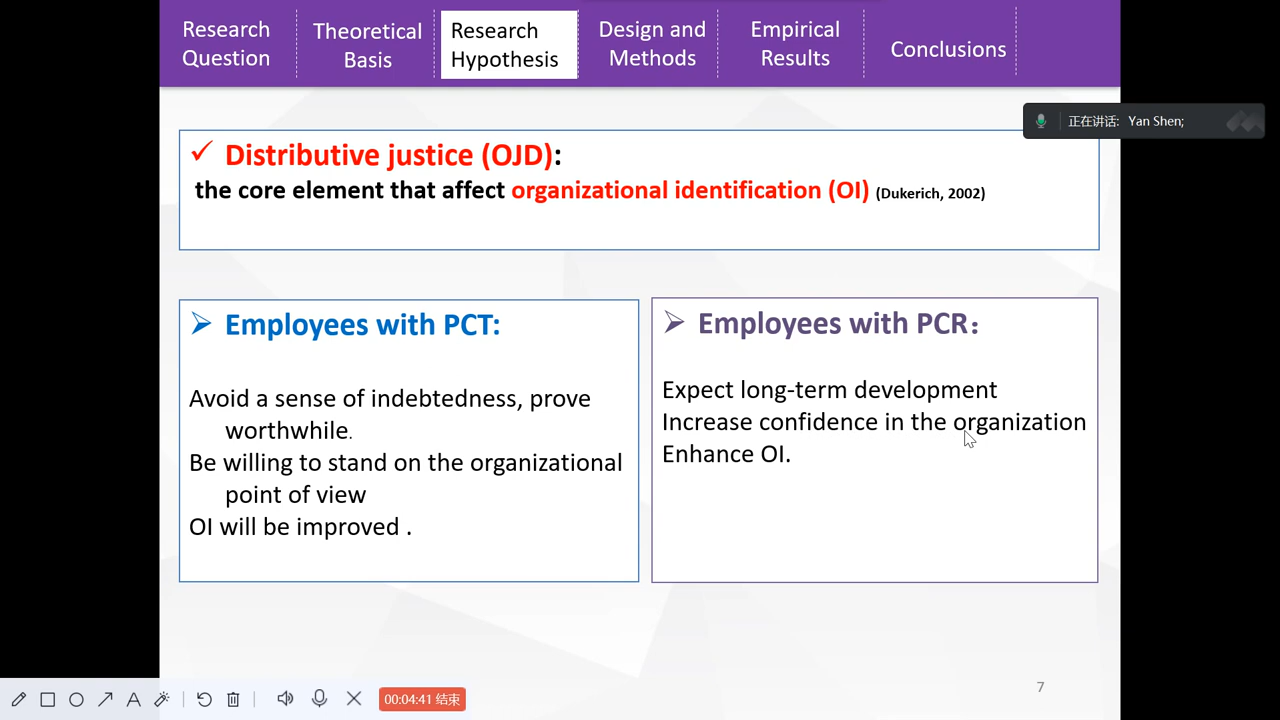 Research Question
Theoretical Basis
Research Hypothesis
Design and Methods
Empirical Results
Conclusions
正在讲话: Yan Shen;
Distributive justice (OJD):
the core element that affect organizational identification (OI) (Dukerich, 2002)
Employees with PCT:
Avoid a sense of indebtedness, prove
worthwhile.
Be willing to stand on the organizational
point of view
OI will be improved .
Employees with PCR：
Expect long-term development
Increase confidence in the organization
Enhance OI.
7
00:04:41 结束